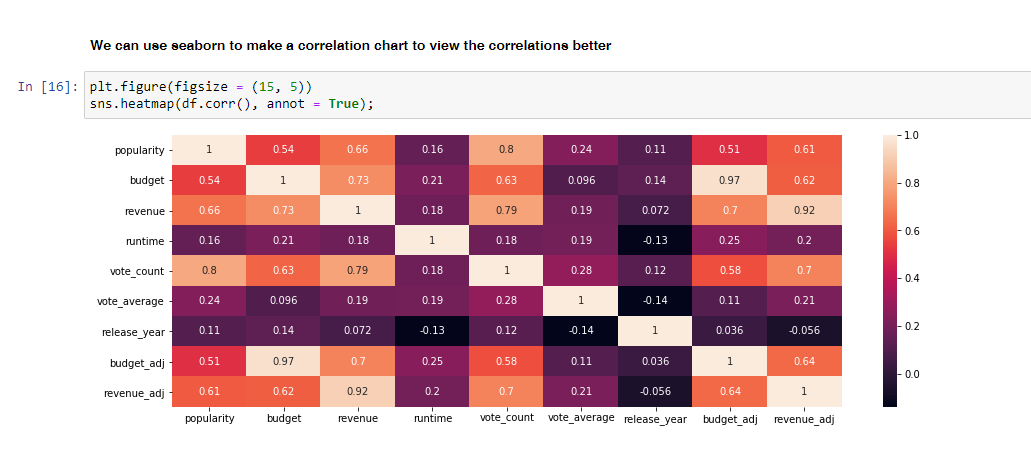 We can use seaborn to make a correlation chart to view the correlations better
In [16]: plt.figure(figsize = (15, 5))
sns.heatmap(df.corr(), annot = True);
popularity 1 0.54 0.66 0.16 0.8 0.24 0.11 0.51 0.61
budget 0.54 1 0.73 0.21 0.63 0.096 0.14 0.97 0.62
revenue 0.66 0.73 1 0.18 0.79 0.19 0.072 0.7 0.92
runtime 0.16 0.21 0.18 1 0.18 0.19 -0.13 0.25 0.2
vote_count 0.8 0.63 0.79 0.18 1 0.28 0.12 0.58 0.7
vote_average 0.24 0.096 0.19 0.19 0.28 1 -0.14 0.11 0.21
release_year 0.11 0.14 0.072 -0.13 0.12 -0.14 1 0.036 -0.056
budget_adj 0.51 0.97 0.7 0.25 0.58 0.11 0.036 1 0.64
revenue_adj 0.61 0.62 0.92 0.2 0.7 0.21 -0.056 0.64 1
popularity budget revenue runtime vote_count vote_average release_year budget_adj revenue_adj
1.0
0.8
0.6
0.4
0.2
0.0